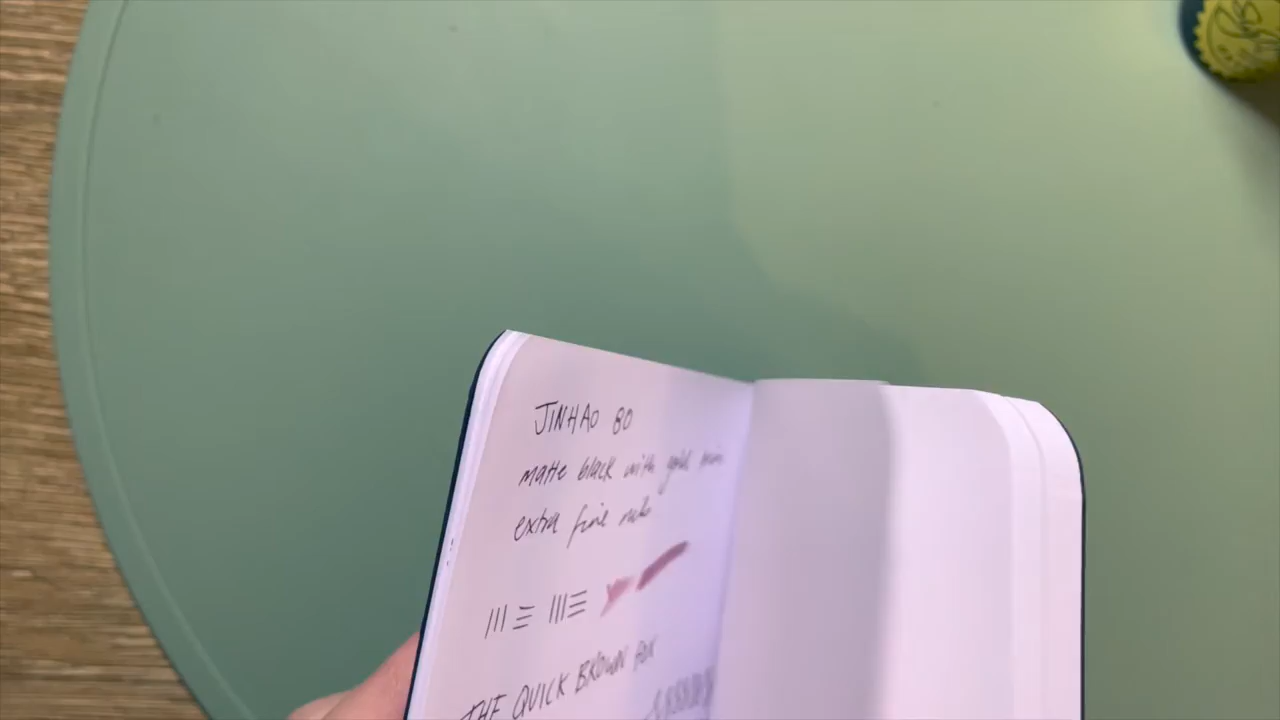 JINHAO 80
matte black with gold trim
extra fine nib
THE QUICK BROWN FOX